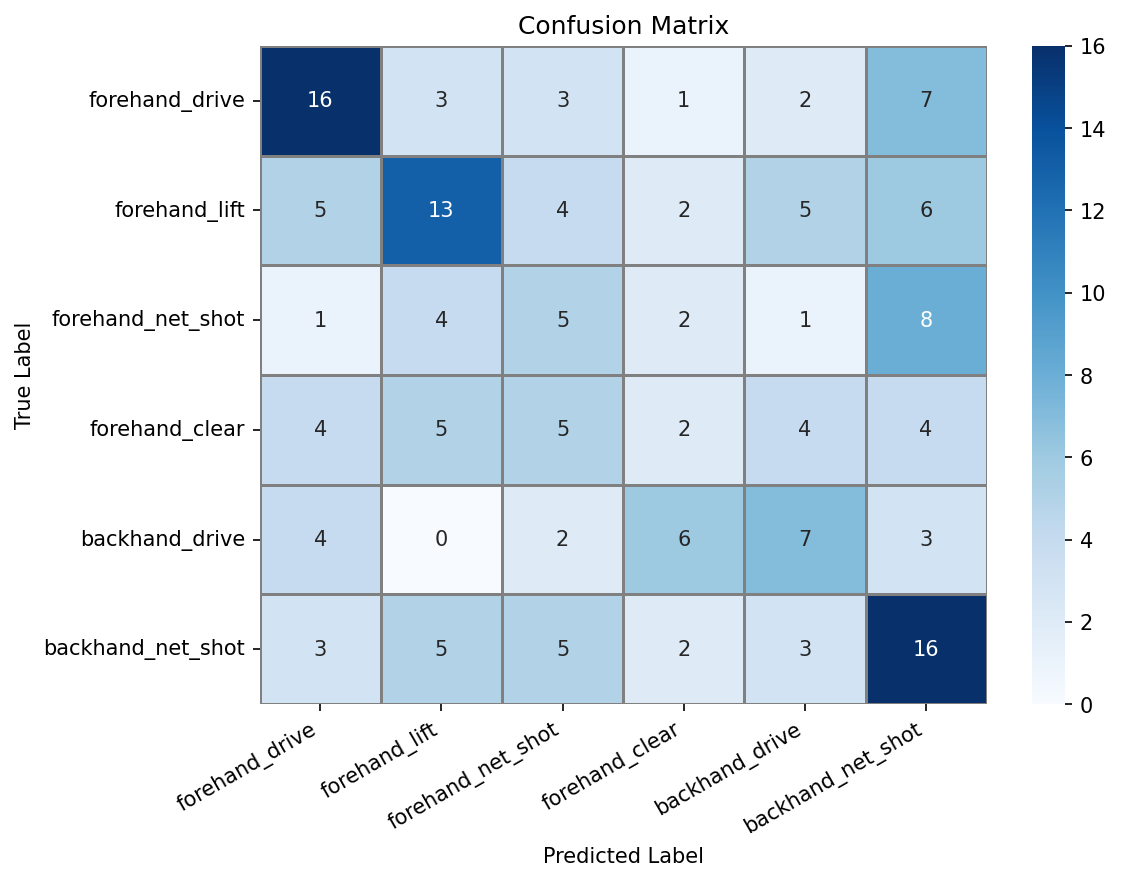 Confusion Matrix
True Label
forehand_drive 16 3 3 1 2 7
forehand_lift 5 13 4 2 5 6
forehand_net_shot 1 4 5 2 1 8
forehand_clear 4 5 5 2 4 4
backhand_drive 4 0 2 6 7 3
backhand_net_shot 3 5 5 2 3 16
forehand_drive forehand_lift forehand_net_shot forehand_clear backhand_drive backhand_net_shot
Predicted Label
16
14
12
10
8
6
4
2
0